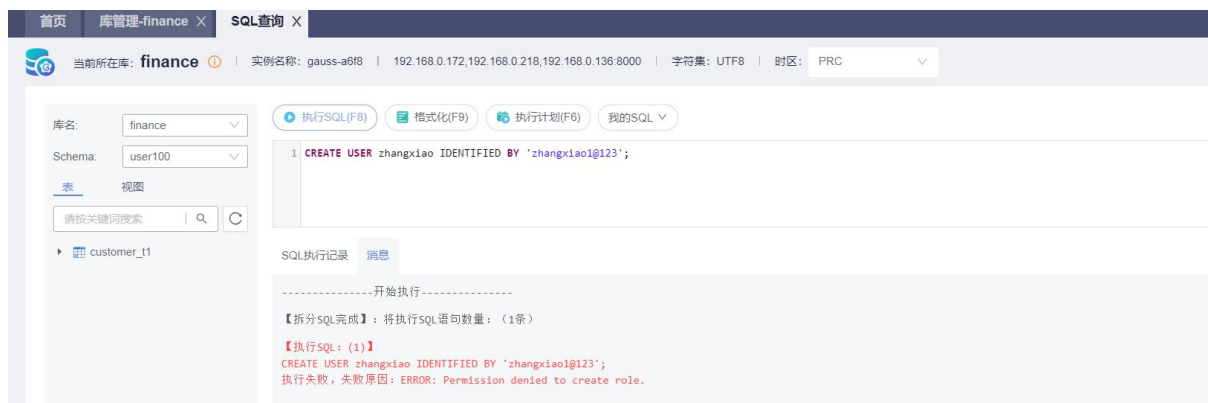 首页 库管理-finance X SQL查询 X
当前所在库: finance 实例名称: gauss-a6f8 | 192.168.0.172,192.168.0.218,192.168.0.136:8000 | 字符集: UTF8 | 时区: PRC
库名: finance
Schema: user100
表 视图
请按关键词搜索
customer_t1
执行SQL(F8) 格式化(F9) 执行计划(F6) 我的SQL
1 CREATE USER zhangxiao IDENTIFIED BY 'zhangxiao1@123';
SQL执行记录 消息
---------------开始执行---------------
【拆分SQL完成】：将执行SQL语句数量：（1条）
【执行SQL：(1)】
CREATE USER zhangxiao IDENTIFIED BY 'zhangxiao1@123';
执行失败，失败原因：ERROR: Permission denied to create role.